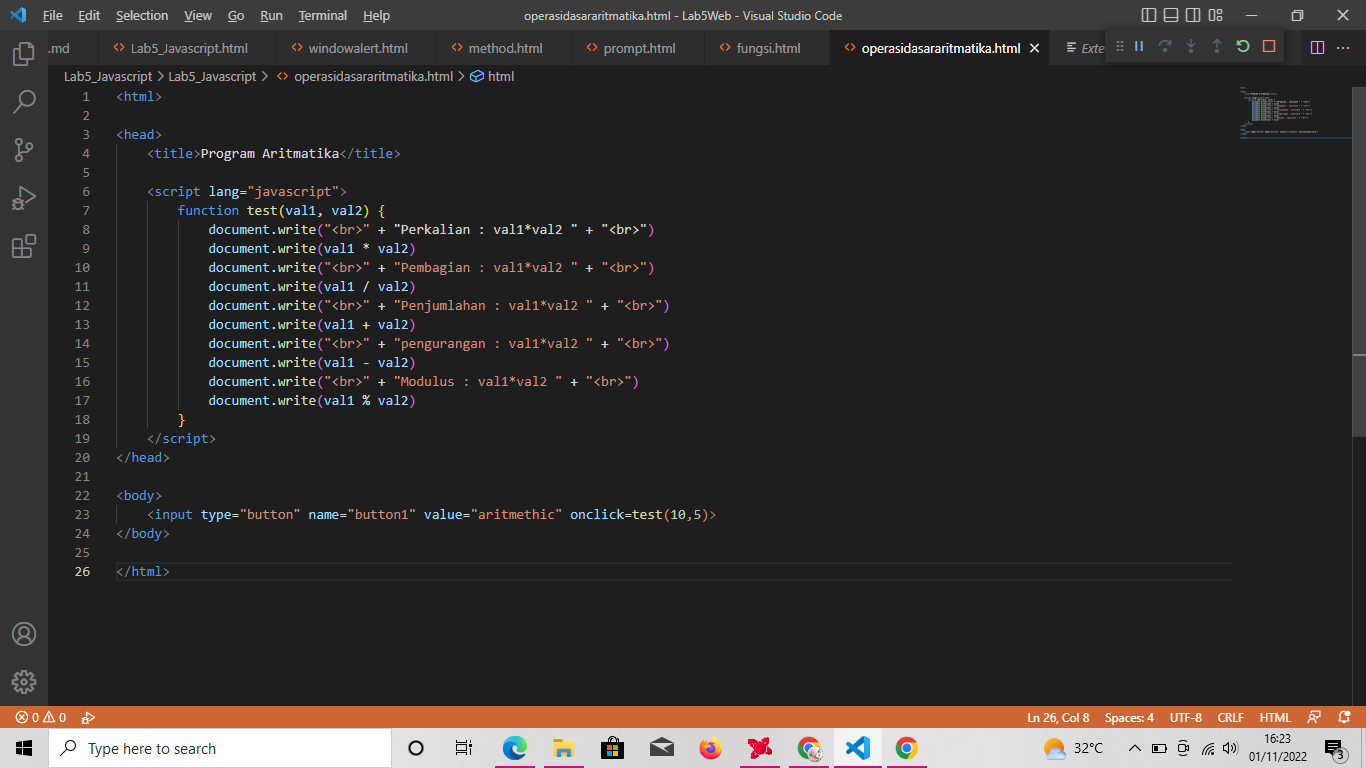 File Edit Selection View Go Run Terminal Help operasidasararitmatika.html - Lab5Web - Visual Studio Code
.md Lab5_Javascript.html windowalert.html method.html prompt.html fungsi.html operasidasararitmatika.html Exte
Lab5_Javascript > Lab5_Javascript > operasidasararitmatika.html > html
1 <html>
2
3 <head>
4 <title>Program Aritmatika</title>
5
6 <script lang="javascript">
7 function test(val1, val2) {
8 document.write("<br>" + "Perkalian : val1*val2 " + "<br>")
9 document.write(val1 * val2)
10 document.write("<br>" + "Pembagian : val1*val2 " + "<br>")
11 document.write(val1 / val2)
12 document.write("<br>" + "Penjumlahan : val1*val2 " + "<br>")
13 document.write(val1 + val2)
14 document.write("<br>" + "pengurangan : val1*val2 " + "<br>")
15 document.write(val1 - val2)
16 document.write("<br>" + "Modulus : val1*val2 " + "<br>")
17 document.write(val1 % val2)
18 }
19 </script>
20 </head>
21
22 <body>
23 <input type="button" name="button1" value="aritmethic" onclick=test(10,5)>
24 </body>
25
26 </html>
0 0 Ln 26, Col 8 Spaces: 4 UTF-8 CRLF HTML
Type here to search 32°C 16:23
01/11/2022 3